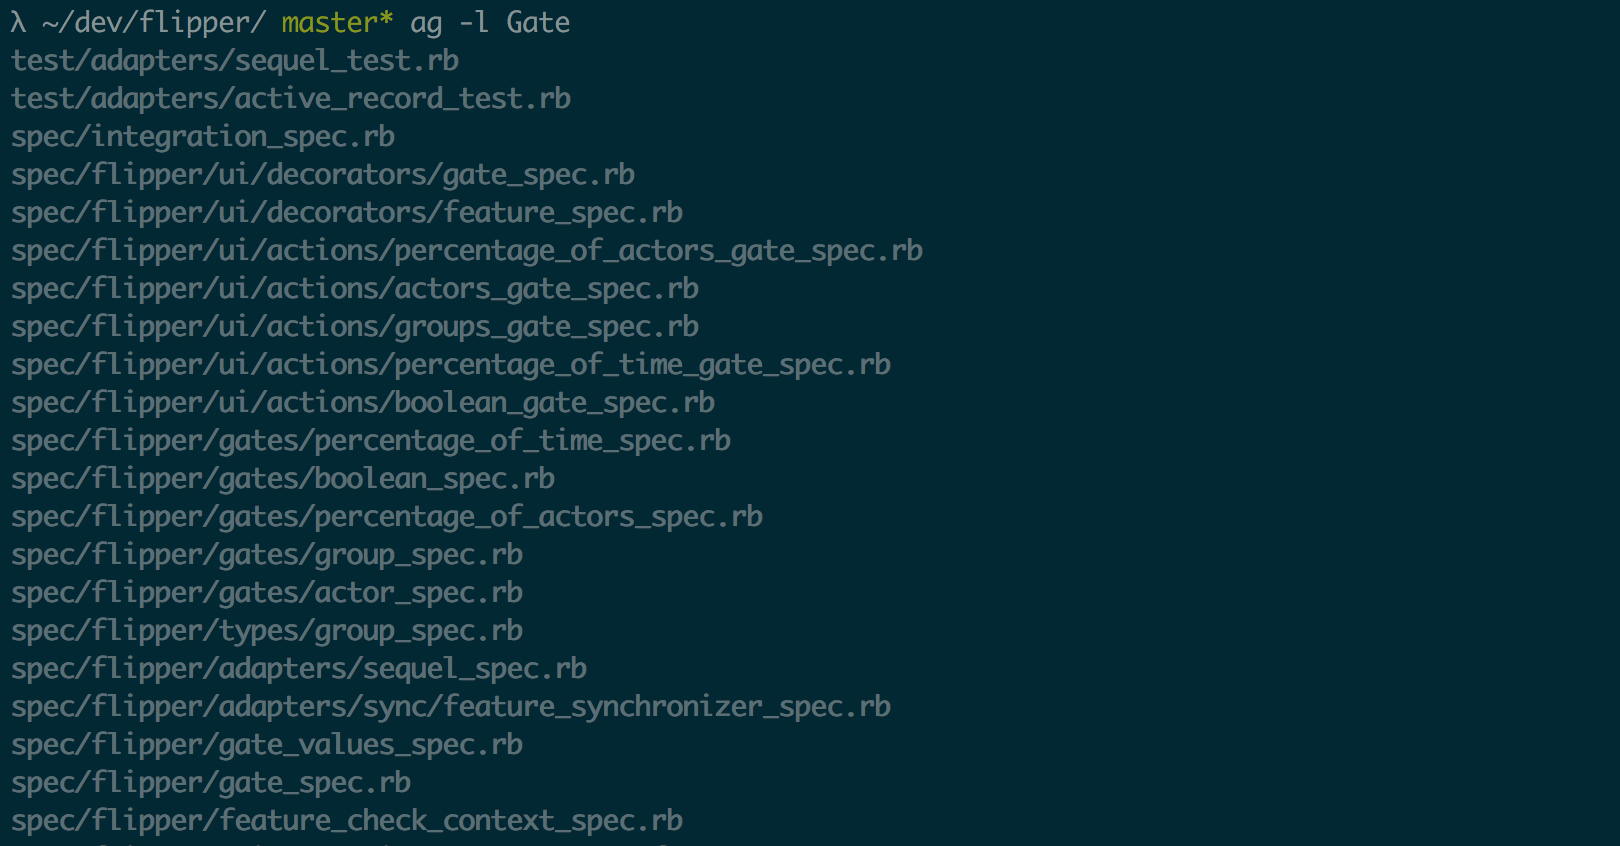 λ ~/dev/flipper/ master* ag -l Gate
test/adapters/sequel_test.rb
test/adapters/active_record_test.rb
spec/integration_spec.rb
spec/flipper/ui/decorators/gate_spec.rb
spec/flipper/ui/decorators/feature_spec.rb
spec/flipper/ui/actions/percentage_of_actors_gate_spec.rb
spec/flipper/ui/actions/actors_gate_spec.rb
spec/flipper/ui/actions/groups_gate_spec.rb
spec/flipper/ui/actions/percentage_of_time_gate_spec.rb
spec/flipper/ui/actions/boolean_gate_spec.rb
spec/flipper/gates/percentage_of_time_spec.rb
spec/flipper/gates/boolean_spec.rb
spec/flipper/gates/percentage_of_actors_spec.rb
spec/flipper/gates/group_spec.rb
spec/flipper/gates/actor_spec.rb
spec/flipper/types/group_spec.rb
spec/flipper/adapters/sequel_spec.rb
spec/flipper/adapters/sync/feature_synchronizer_spec.rb
spec/flipper/gate_values_spec.rb
spec/flipper/gate_spec.rb
spec/flipper/feature_check_context_spec.rb